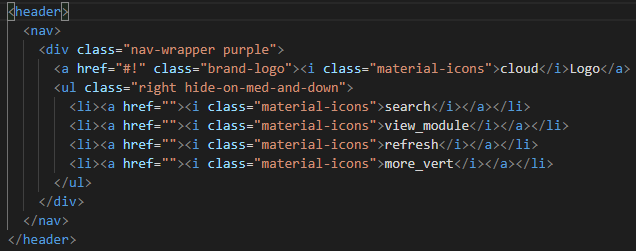 <header>
  <nav>
    <div class="nav-wrapper purple">
      <a href="#!" class="brand-logo"><i class="material-icons">cloud</i>Logo</a>
      <ul class="right hide-on-med-and-down">
        <li><a href=""><i class="material-icons">search</i></a></li>
        <li><a href=""><i class="material-icons">view_module</i></a></li>
        <li><a href=""><i class="material-icons">refresh</i></a></li>
        <li><a href=""><i class="material-icons">more_vert</i></a></li>
      </ul>
    </div>
  </nav>
</header>